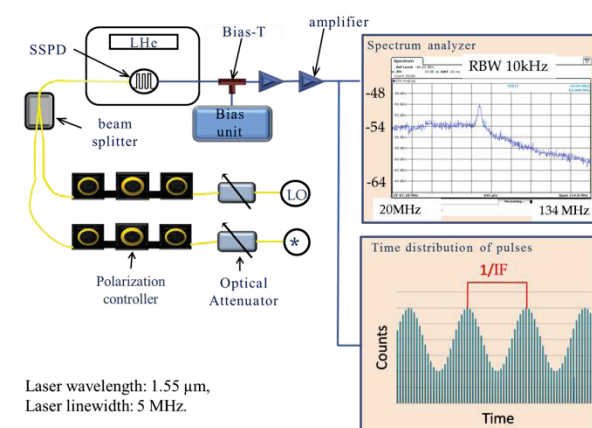 amplifier
Bias-T
SSPD
LHe
Bias
unit
beam
splitter
LO
*
Polarization
controller
Optical
Attenuator
Laser wavelength: 1.55 µm,
Laser linewidth: 5 MHz.
Spectrum analyzer
Spectrum
RBW 10kHz
-48
-54
-64
20MHz
134 MHz
Time distribution of pulses
1/IF
Counts
Time